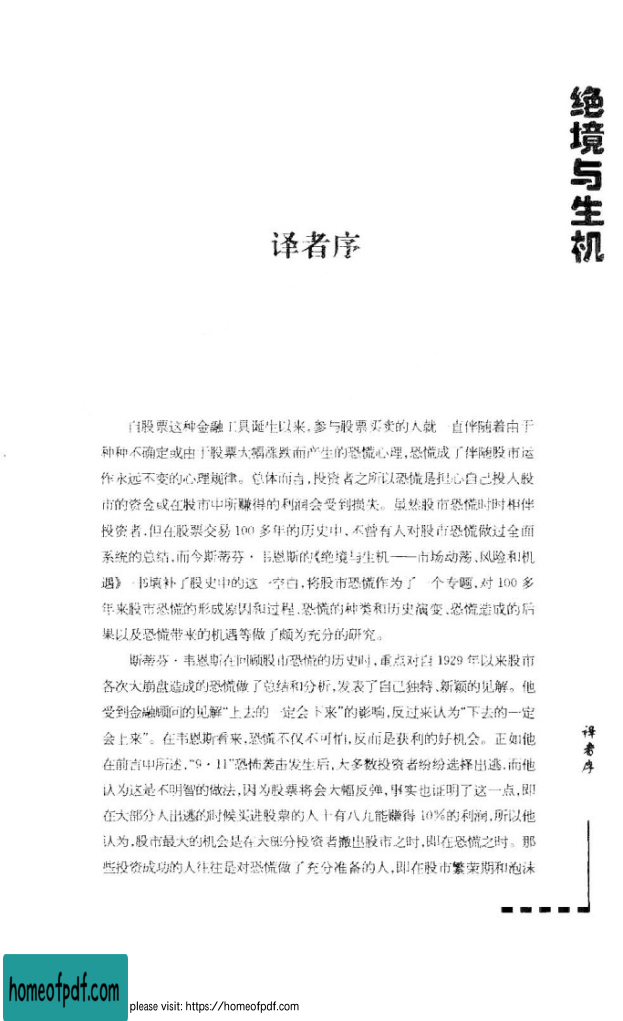 绝境与生机
译者序
自股票这种金融工具诞生以来,参与股票买卖的人就一直伴随着由于
种种不确定或由于股票大幅涨跌而产生的恐慌心理,恐慌成了伴随股市运
作永远不变的心理规律。总体而言,投资者之所以恐慌是担心自己投入股
市的资金或在股市中所赚得的利润会受到损失。虽然股市恐慌时时相伴
投资者,但在股票交易 100 多年的历史中,不曾有人对股市恐慌做过全面
系统的总结,而今斯蒂芬·韦恩斯的《绝境与生机——市场动荡、风险和机
遇》一书填补了股史中的这一空白,将股市恐慌作为了一个专题,对 100 多
年来股市恐慌的形成原因和过程、恐慌的种类和历史演变、恐慌造成的后
果以及恐慌带来的机遇等做了颇为充分的研究。
斯蒂芬·韦恩斯在回顾股市恐慌的历史时,重点对自 1929 年以来股市
各次大崩盘造成的恐慌做了总结和分析,发表了自己独特、新颖的见解。他
受到金融顾问的见解“上去的一定会下来”的影响,反过来认为“下去的一定
会上来”。在韦恩斯看来,恐慌不仅不可怕,反而是获利的好机会。正如他
在前言中所述,“9·11”恐怖袭击发生后,大多数投资者纷纷选择出逃,而他
认为这是不明智的做法,因为股票将会大幅反弹,事实也证明了这一点,即
在大部分人出逃的时候买进股票的人十有八九能赚得 10%的利润,所以他
认为,股市最大的机会是在大部分投资者撤出股市之时,即在恐慌之时。那
些投资成功的人往往是对恐慌做了充分准备的人,即在股市繁荣期和泡沫
译者序
homeofpdf.com
please visit: https://homeofpdf.com